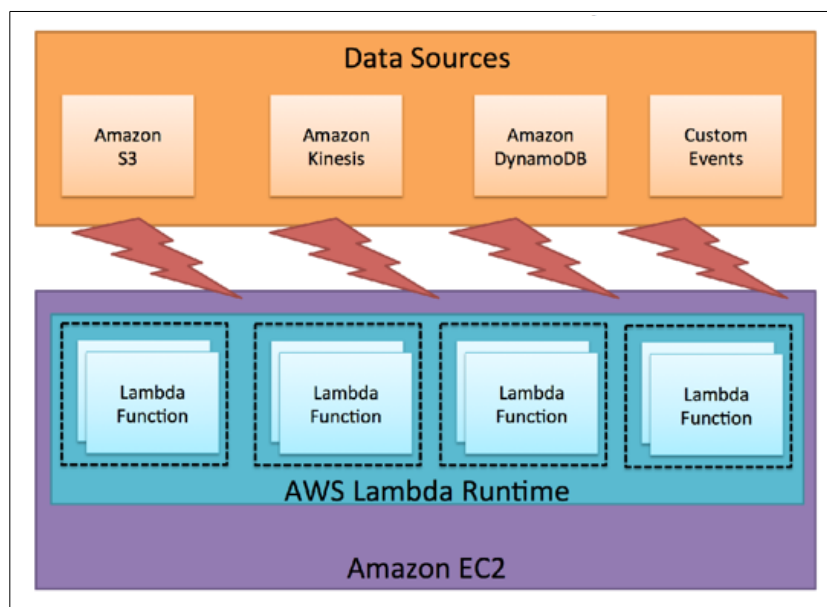 Data Sources
Amazon
S3
Amazon
Kinesis
Amazon
DynamoDB
Custom
Events
Lambda
Function
Lambda
Function
Lambda
Function
Lambda
Function
AWS Lambda Runtime
Amazon EC2